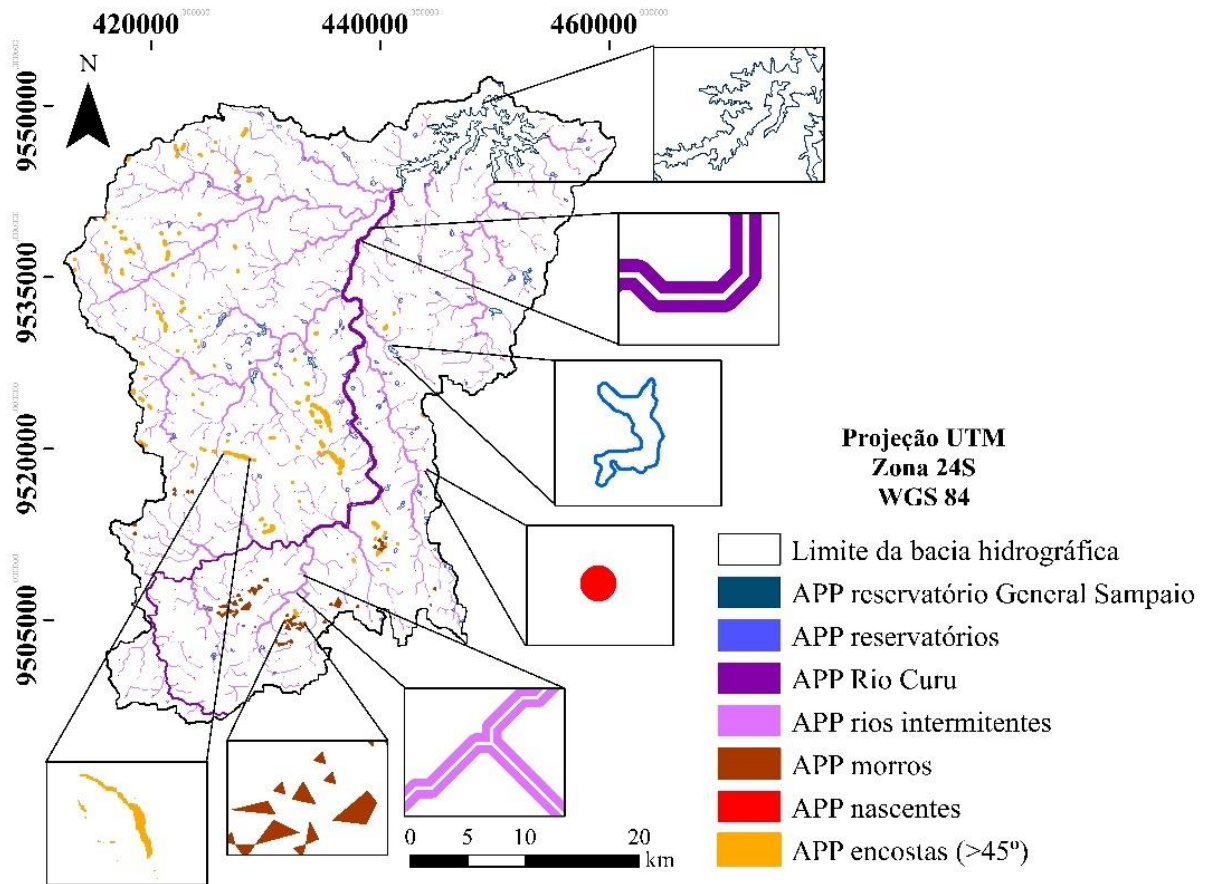 420000 440000 460000
N
9550000
9535000
9520000
9505000
Projeção UTM
Zona 24S
WGS 84
Limite da bacia hidrográfica
APP reservatório General Sampaio
APP reservatórios
APP Rio Curu
APP rios intermitentes
APP morros
APP nascentes
APP encostas (>45º)
0 5 10 20
km